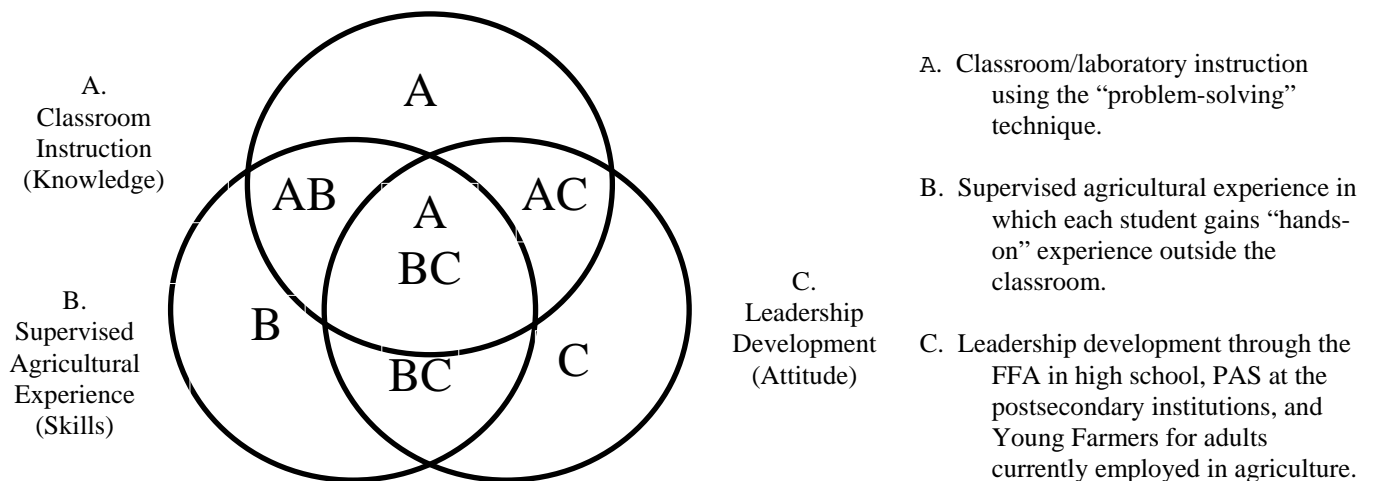 A.
Classroom
Instruction
(Knowledge)
B.
Supervised
Agricultural
Experience
(Skills)
A
AB
A
BC
AC
B
BC
C
C.
Leadership
Development
(Attitude)
A. Classroom/laboratory instruction
using the “problem-solving”
technique.
B. Supervised agricultural experience in
which each student gains “hands-
on” experience outside the
classroom.
C. Leadership development through the
FFA in high school, PAS at the
postsecondary institutions, and
Young Farmers for adults
currently employed in agriculture.